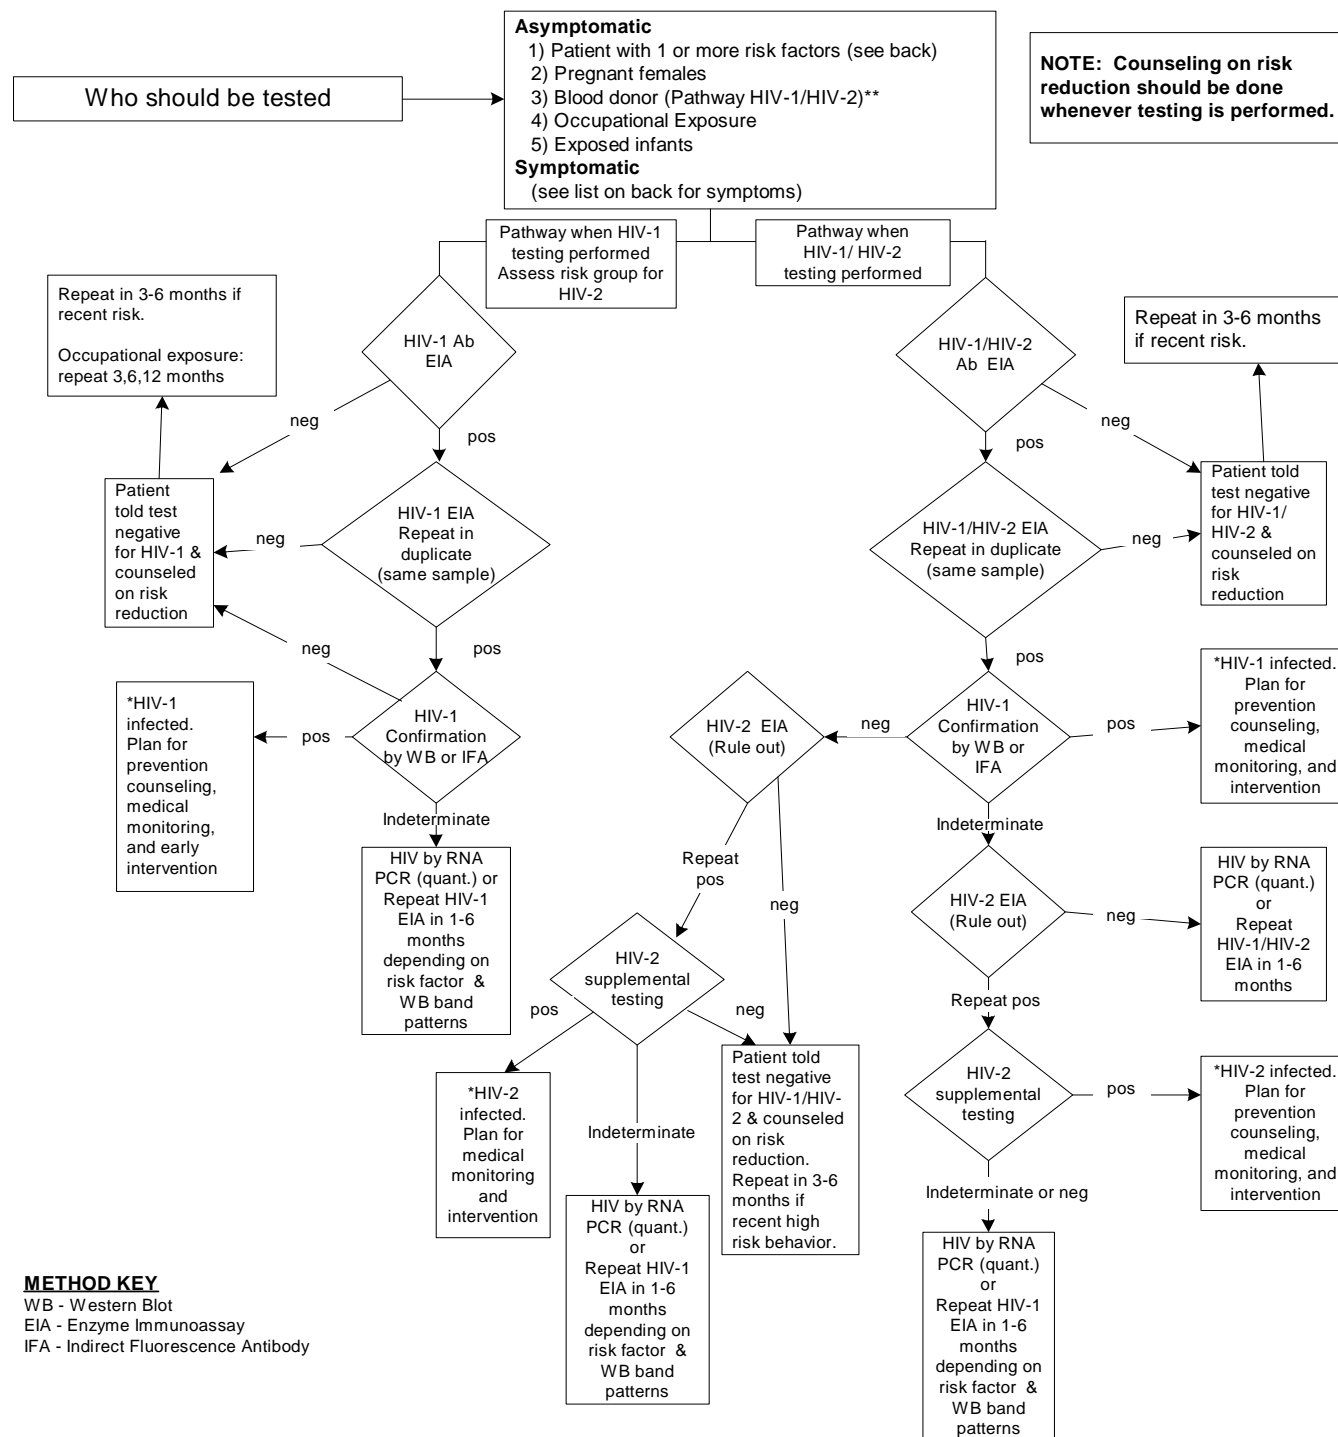 Who should be tested
Asymptomatic
1) Patient with 1 or more risk factors (see back)
2) Pregnant females
3) Blood donor (Pathway HIV-1/HIV-2)**
4) Occupational Exposure
5) Exposed infants
Symptomatic
(see list on back for symptoms)
NOTE: Counseling on risk
reduction should be done
whenever testing is performed.
Pathway when HIV-1
testing performed
Assess risk group for
HIV-2
Pathway when
HIV-1/ HIV-2
testing performed
Repeat in 3-6 months if
recent risk.
Occupational exposure:
repeat 3,6,12 months
HIV-1 Ab
EIA
neg
pos
Patient
told test
negative
for HIV-1 &
counseled
on risk
reduction
neg
HIV-1 EIA
Repeat in
duplicate
(same sample)
neg
pos
*HIV-1
infected.
Plan for
prevention
counseling,
medical
monitoring,
and early
intervention
pos
HIV-1
Confirmation
by WB or IFA
Indeterminate
HIV by RNA
PCR (quant.) or
Repeat HIV-1
EIA in 1-6
months
depending on
risk factor &
WB band
patterns
HIV-1/HIV-2
Ab EIA
neg
pos
Repeat in 3-6 months
if recent risk.
HIV-1/HIV-2 EIA
Repeat in duplicate
(same sample)
neg
pos
Patient told
test negative
for HIV-1/
HIV-2 &
counseled on
risk
reduction
HIV-1
Confirmation
by WB or
IFA
pos
*HIV-1 infected.
Plan for
prevention
counseling,
medical
monitoring, and
intervention
neg
HIV-2 EIA
(Rule out)
Repeat
pos
neg
HIV-2
supplemental
testing
pos
neg
Indeterminate
*HIV-2
infected.
Plan for
medical
monitoring
and
intervention
HIV by RNA
PCR (quant.)
or
Repeat HIV-1
EIA in 1-6
months
depending on
risk factor &
WB band
patterns
Patient told
test negative
for HIV-1/HIV-
2 & counseled
on risk
reduction.
Repeat in 3-6
months if
recent high
risk behavior.
Indeterminate
HIV-2 EIA
(Rule out)
neg
HIV by RNA
PCR (quant.)
or
Repeat
HIV-1/HIV-2
EIA in 1-6
months
Repeat pos
HIV-2
supplemental
testing
pos
*HIV-2 infected.
Plan for
prevention
counseling,
medical
monitoring, and
intervention
Indeterminate or neg
HIV by RNA
PCR (quant.)
or
Repeat HIV-1
EIA in 1-6
months
depending on
risk factor &
WB band
patterns
METHOD KEY
WB - Western Blot
EIA - Enzyme Immunoassay
IFA - Indirect Fluorescence Antibody